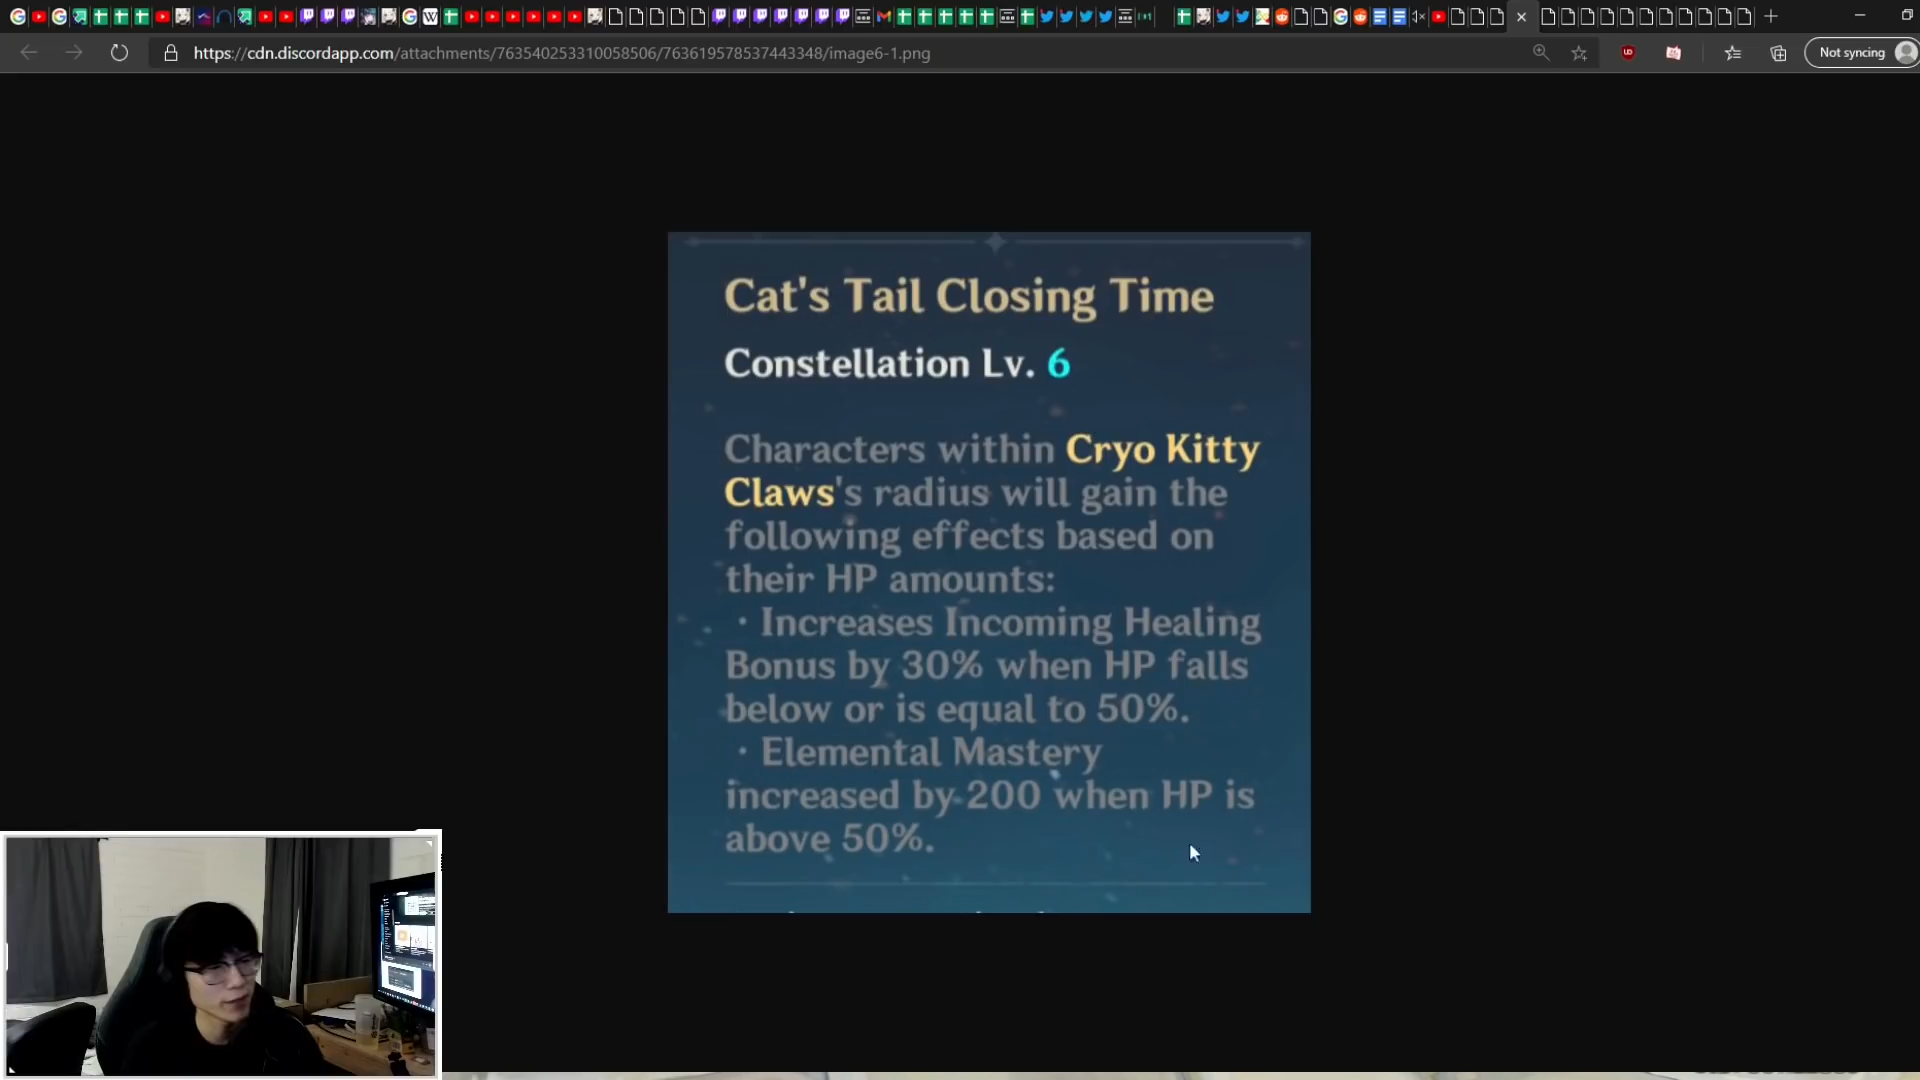 https://cdn.discordapp.com/attachments/763540253310058506/763619578537443348/image6-1.png
Not syncing
Cat's Tail Closing Time
Constellation Lv. 6
Characters within Cryo Kitty
Claws's radius will gain the
following effects based on
their HP amounts:
· Increases Incoming Healing
Bonus by 30% when HP falls
below or is equal to 50%.
· Elemental Mastery
increased by 200 when HP is
above 50%.